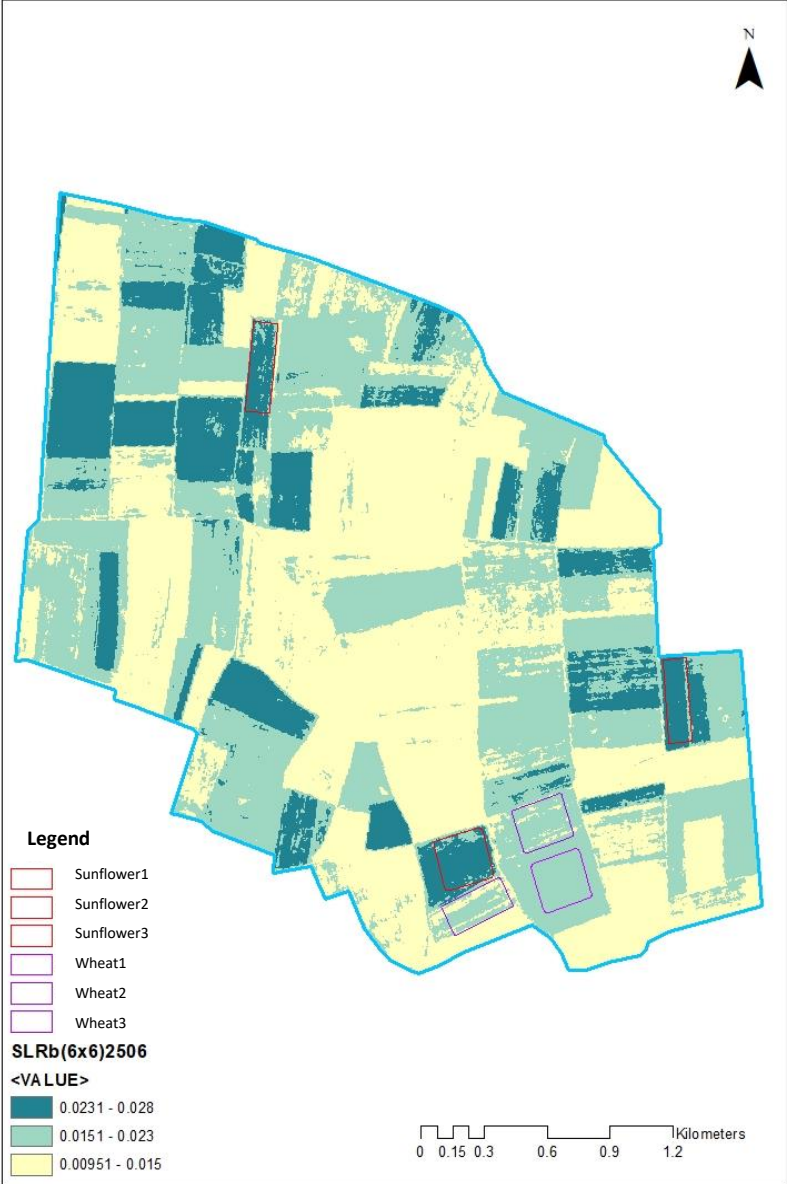 N
Legend
Sunflower1
Sunflower2
Sunflower3
Wheat1
Wheat2
Wheat3
SLRb(6x6)2506
<VALUE>
0.0231 - 0.028
0.0151 - 0.023
0.00951 - 0.015
Kilometers
0 0.15 0.3 0.6 0.9 1.2